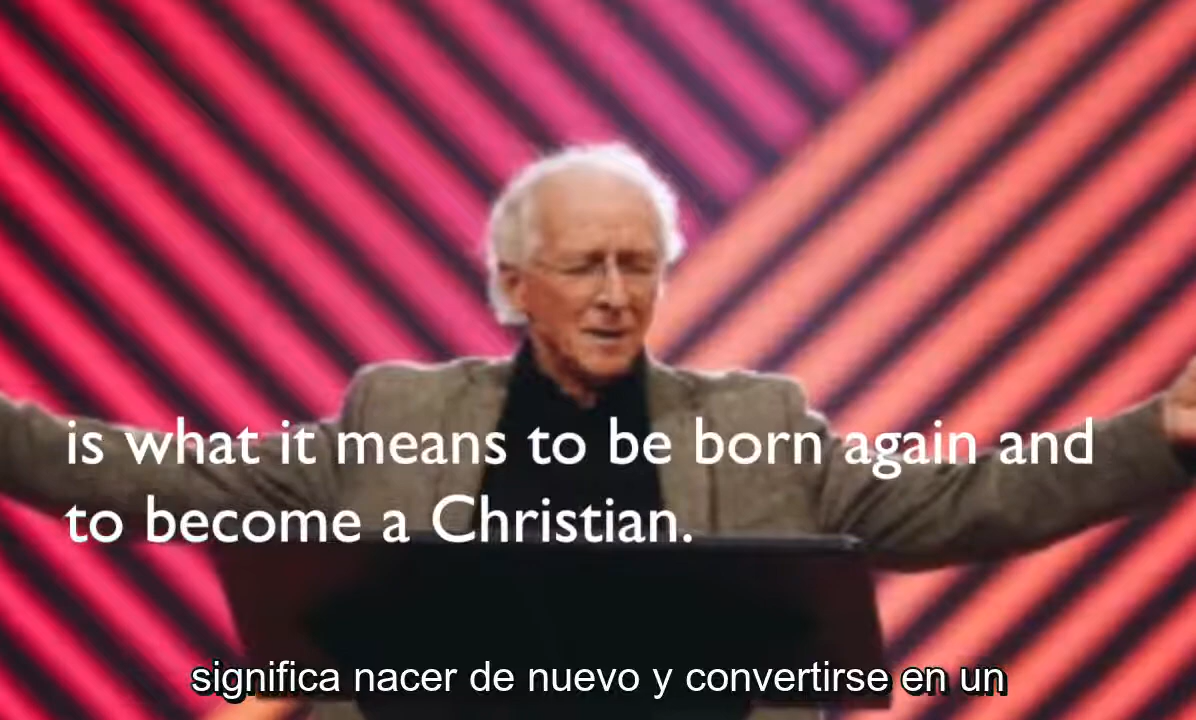 is what it means to be born again and
to become a Christian.
significa nacer de nuevo y convertirse en un